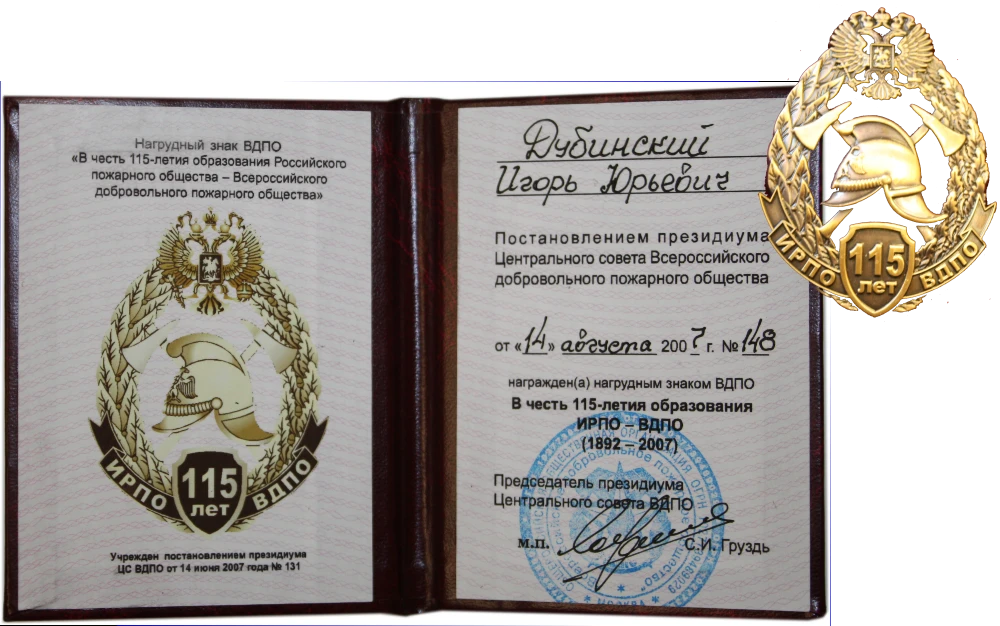 Нагрудный знак ВДПО
«В честь 115-летия образования Российского
пожарного общества – Всероссийского
добровольного пожарного общества»
ИРПО
115
лет
ВДПО
Учрежден постановлением президиума
ЦС ВДПО от 14 июня 2007 года № 131
Дубинский
Игорь Юрьевич
Постановлением президиума
Центрального совета Всероссийского
добровольного пожарного общества
от «14» августа 2007 г. № 148
награжден(а) нагрудным знаком ВДПО
В честь 115-летия образования
ИРПО – ВДПО
(1892 – 2007)
Председатель президиума
Центрального совета ВДПО
м.п. С.И. Груздь
МОСКВА
ИРПО
115
лет
ВДПО